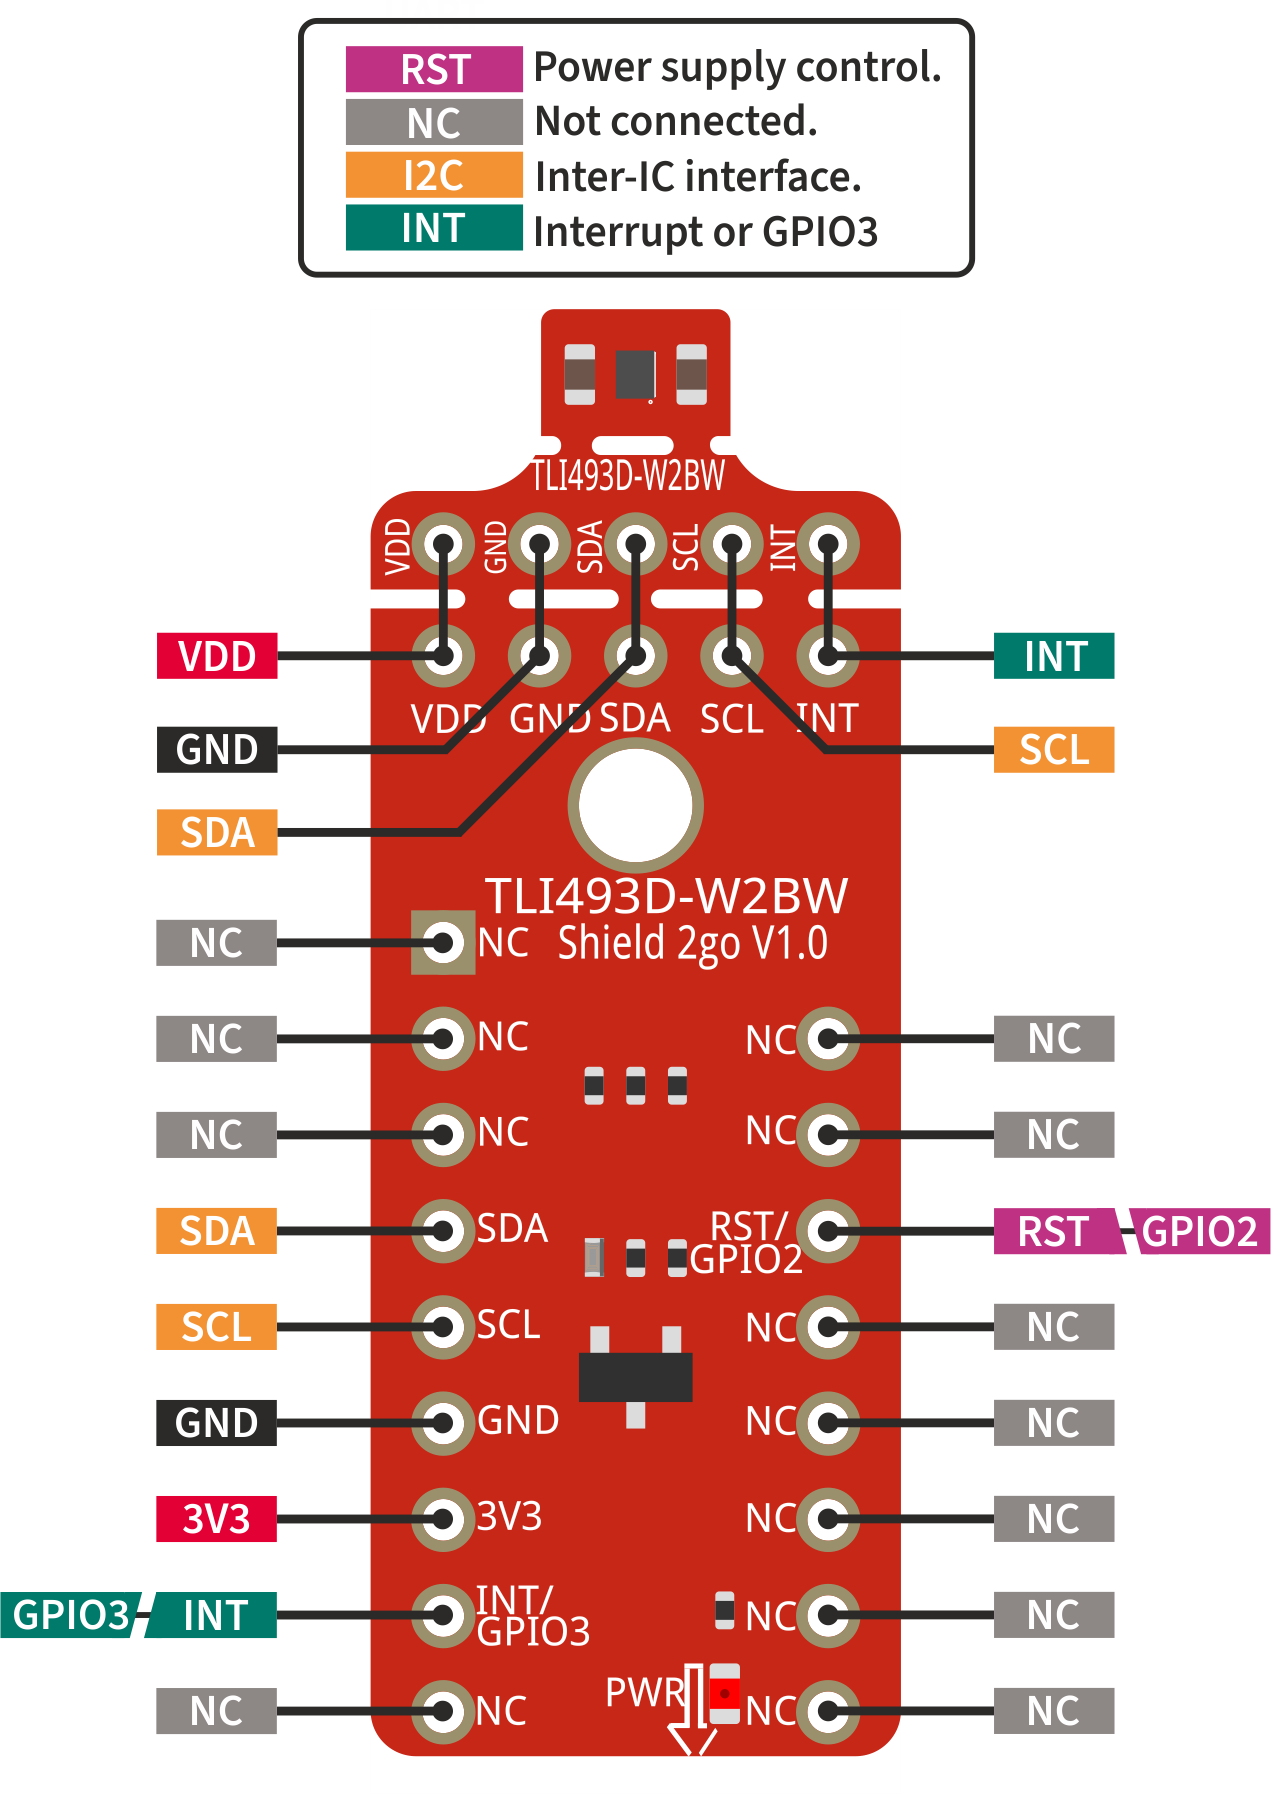 RST Power supply control.
NC Not connected.
I2C Inter-IC interface.
INT Interrupt or GPIO3
TLI493D-W2BW
VDD GND SDA SCL INT
VDD INT
VDD GND SDA SCL INT
GND SCL
SDA
TLI493D-W2BW
NC NC Shield 2go V1.0
NC NC NC NC
NC NC NC NC
SDA SDA RST/ RST GPIO2
GPIO2
SCL SCL NC NC
GND GND NC NC
3V3 3V3 NC NC
GPIO3 INT INT/ NC NC
GPIO3
NC NC PWR NC NC